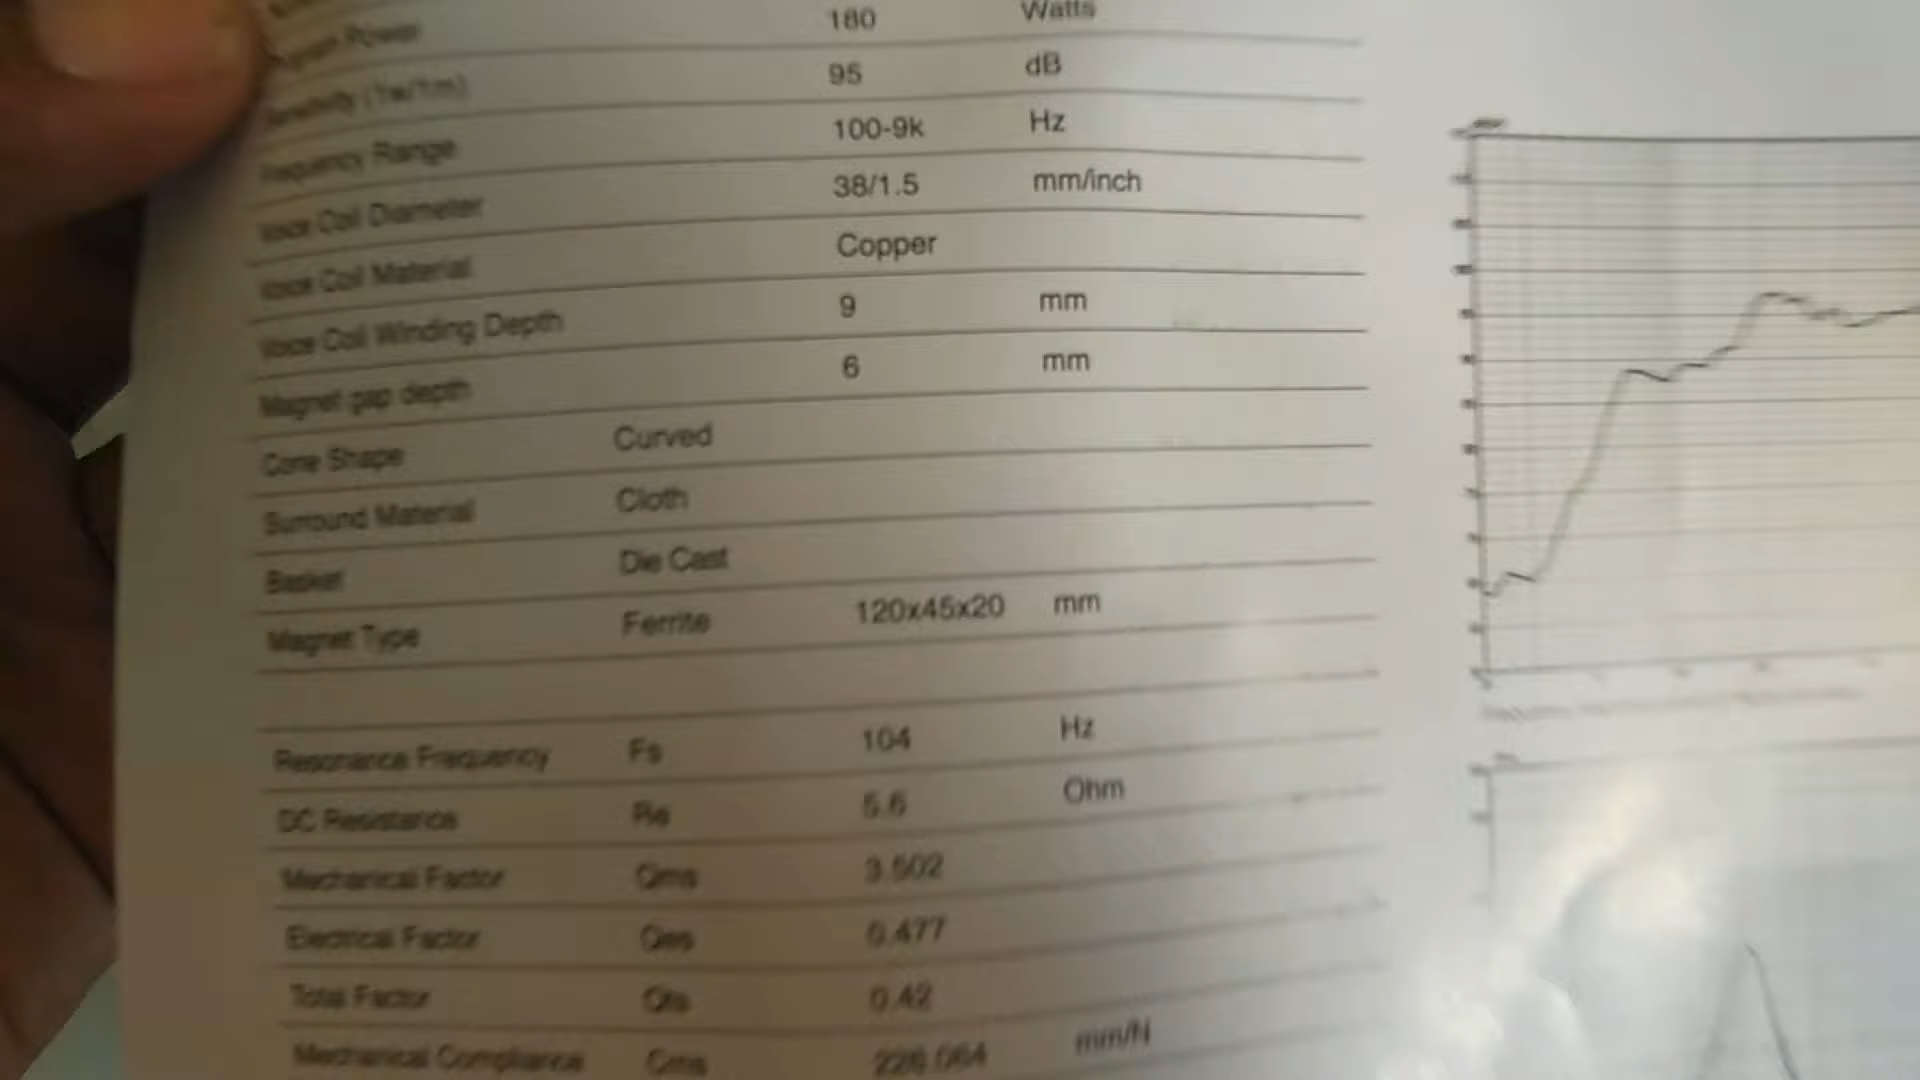 Power 180 Watts
Sensitivity (1w/1m) 95 dB
Frequency Range 100-9k Hz
Voice Coil Diameter 38/1.5 mm/inch
Voice Coil Material Copper
Voice Coil Winding Depth 9 mm
Magnet gap depth 6 mm
Cone Shape Curved
Surround Material Cloth
Basket Die Cast
Magnet Type Ferrite 120x45x20 mm
Resonance Frequency Fs 104 Hz
DC Resistance Re 5.6 Ohm
Mechanical Factor Qms 3.502
Electrical Factor Qes 0.477
Total Factor Qts 0.42
Mechanical Compliance Cms mm/N